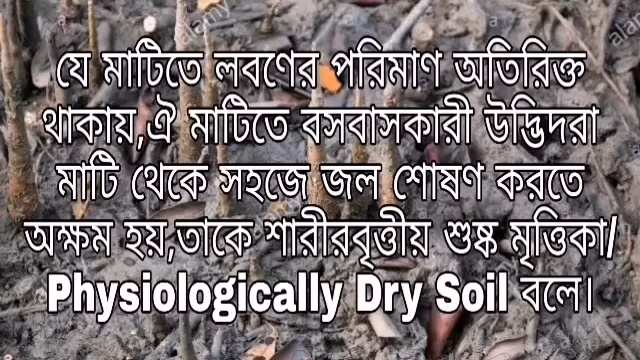 যে মাটিতে লবণের পরিমাণ অতিরিক্ত
থাকায়,ঐ মাটিতে বসবাসকারী উদ্ভিদরা
মাটি থেকে সহজে জল শোষণ করতে
অক্ষম হয়,তাকে শারীরবৃত্তীয় শুষ্ক মৃত্তিকা/
Physiologically Dry Soil বলে।